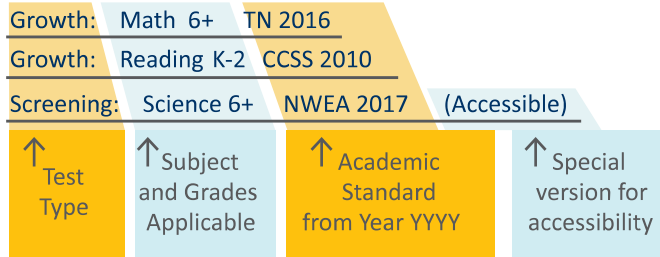 Growth: Math 6+ TN 2016
Growth: Reading K-2 CCSS 2010
Screening: Science 6+ NWEA 2017 (Accessible)
Test
Type
Subject
and Grades
Applicable
Academic
Standard
from Year YYYY
Special
version for
accessibility